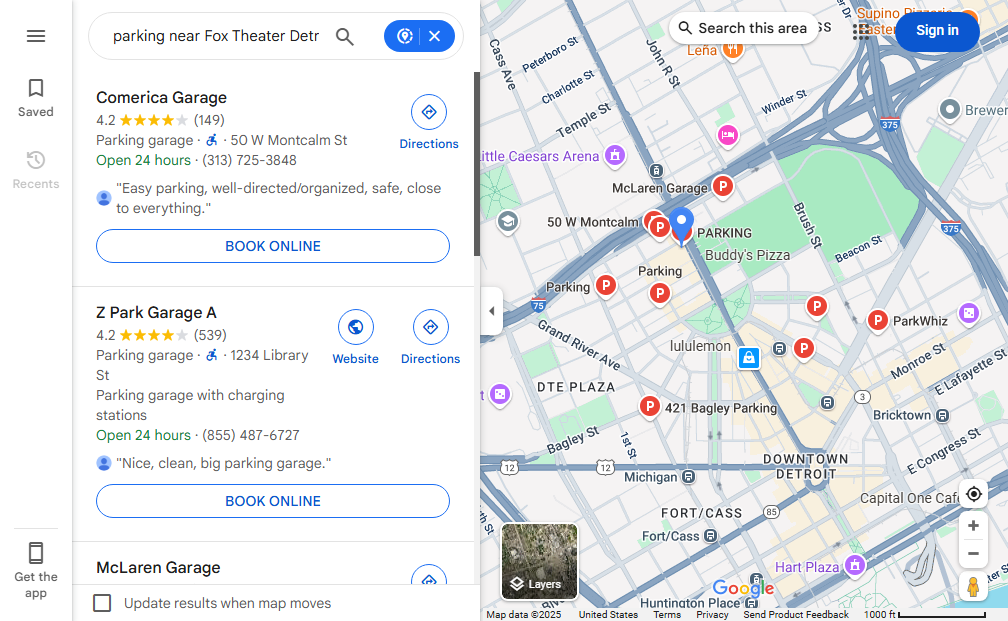 Saved
Recents
Get the
app
parking near Fox Theater Detr
Comerica Garage
4.2 (149)
Parking garage · · 50 W Montcalm St
Open 24 hours · (313) 725-3848
"Easy parking, well-directed/organized, safe, close
to everything."
Directions
BOOK ONLINE
Z Park Garage A
4.2 (539)
Parking garage · · 1234 Library
St
Parking garage with charging
stations
Open 24 hours · (855) 487-6727
"Nice, clean, big parking garage."
Website
Directions
BOOK ONLINE
McLaren Garage
Update results when map moves
Search this area
Sign in
Supino Pizzeria
Easter
Cass Ave
Peterboro St
Charlotte St
Temple St
John R St
Leña
Winder St
375
Brewer
Little Caesars Arena
McLaren Garage
P
50 W Montcalm
P
PARKING
Buddy's Pizza
Brush St
Beacon St
375
Parking
Parking
P
P
75
Grand River Ave
P
P
ParkWhiz
lululemon
P
Monroe St
E Lafayette St
DTE PLAZA
P
421 Bagley Parking
3
Bricktown
Bagley St
1st St
E Congress St
12
12
Michigan
DOWNTOWN
DETROIT
Capital One Cafe
FORT/CASS
85
Fort/Cass
Hart Plaza
Layers
Google
Huntington Place
Map data ©2025
United States
Terms
Privacy
Send Product Feedback
1000 ft